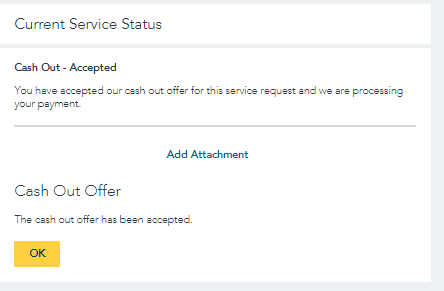 Current Service Status
Cash Out - Accepted
You have accepted our cash out offer for this service request and we are processing
your payment.
Add Attachment
Cash Out Offer
The cash out offer has been accepted.
OK